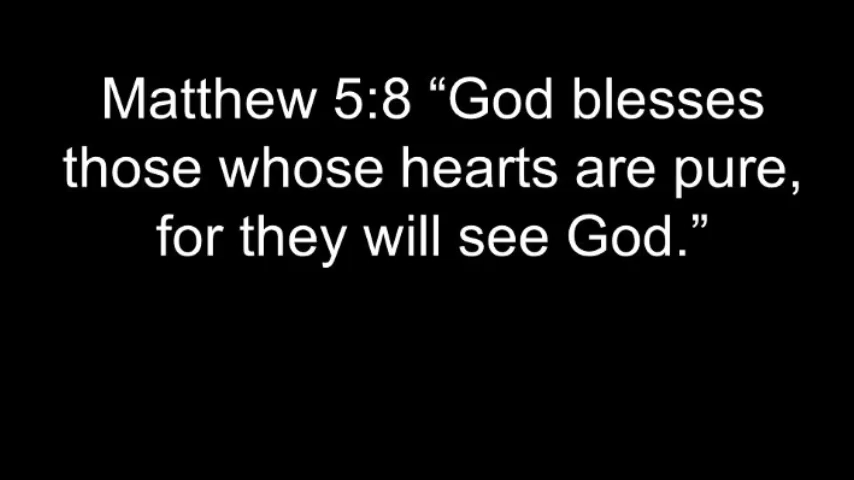 Matthew 5:8 “God blesses
those whose hearts are pure,
for they will see God.”